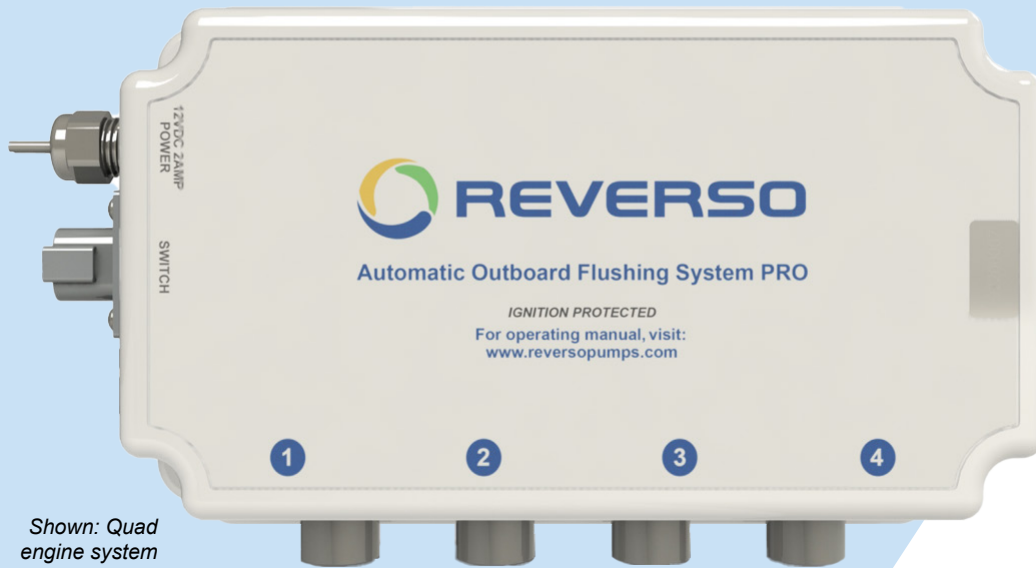 12VDC 2AMP
POWER
SWITCH
REVERSO
Automatic Outboard Flushing System PRO
IGNITION PROTECTED
For operating manual, visit:
www.reversopumps.com
1 2 3 4
Shown: Quad
engine system